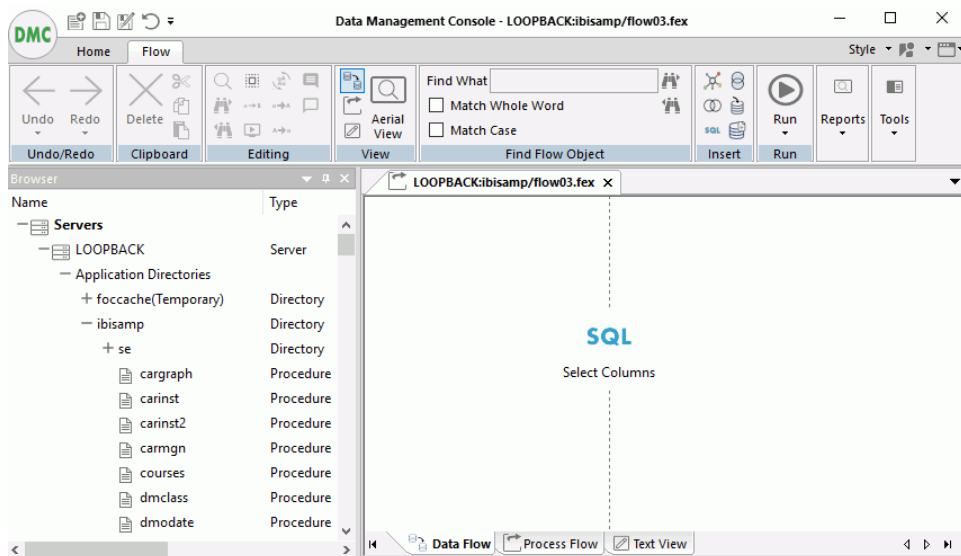 DMC
Data Management Console - LOOPBACK:ibisamp/flow03.fex
Home
Flow
Style
Undo
Redo
Undo/Redo
Delete
Clipboard
Editing
Aerial
View
View
Find What
Match Whole Word
Match Case
Find Flow Object
SQL
Insert
Run
Run
Reports
Tools
Browser
Name Type
Servers
LOOPBACK Server
Application Directories
foccache(Temporary) Directory
ibisamp Directory
se Directory
cargraph Procedure
carinst Procedure
carinst2 Procedure
carmgn Procedure
courses Procedure
dmclass Procedure
dmodate Procedure
LOOPBACK:ibisamp/flow03.fex
SQL
Select Columns
Data Flow
Process Flow
Text View